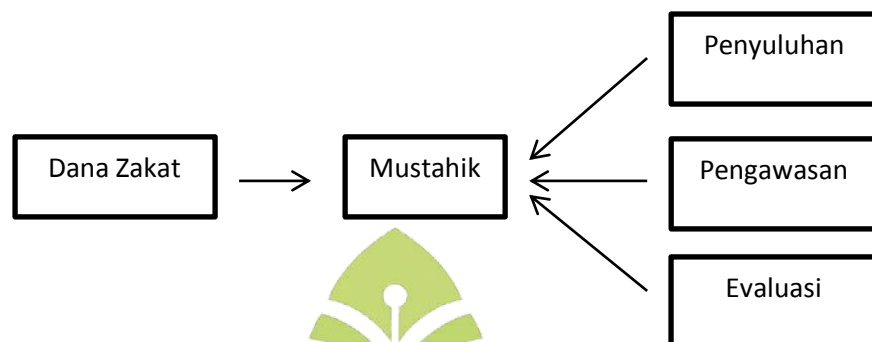 Penyuluhan
Dana Zakat
Mustahik
Pengawasan
Evaluasi